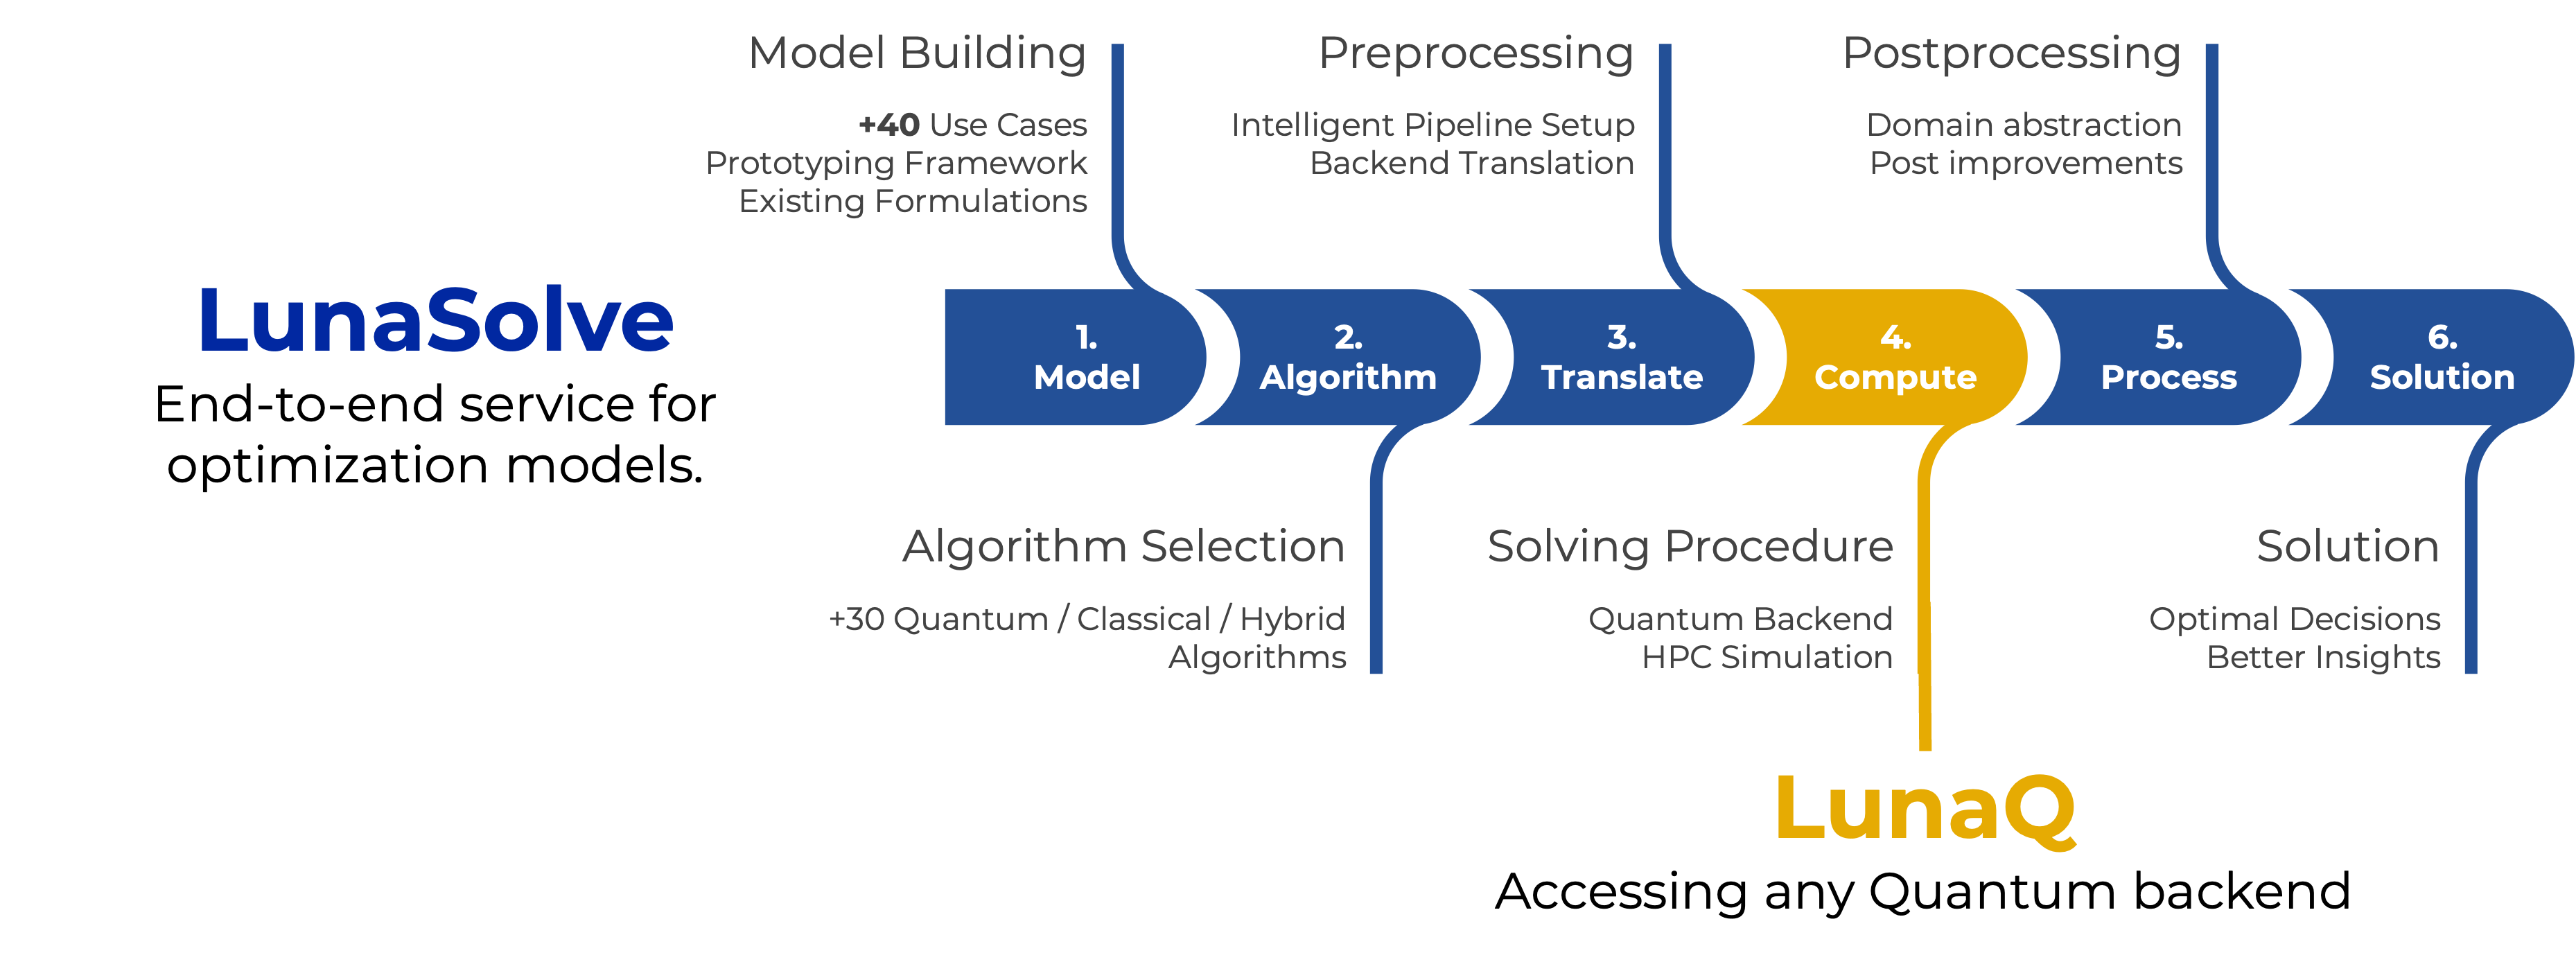 Model Building
+40 Use Cases
Prototyping Framework
Existing Formulations
Preprocessing
Intelligent Pipeline Setup
Backend Translation
Postprocessing
Domain abstraction
Post improvements
LunaSolve
End-to-end service for
optimization models.
1.
Model
2.
Algorithm
3.
Translate
4.
Compute
5.
Process
6.
Solution
Algorithm Selection
+30 Quantum / Classical / Hybrid
Algorithms
Solving Procedure
Quantum Backend
HPC Simulation
Solution
Optimal Decisions
Better Insights
LunaQ
Accessing any Quantum backend